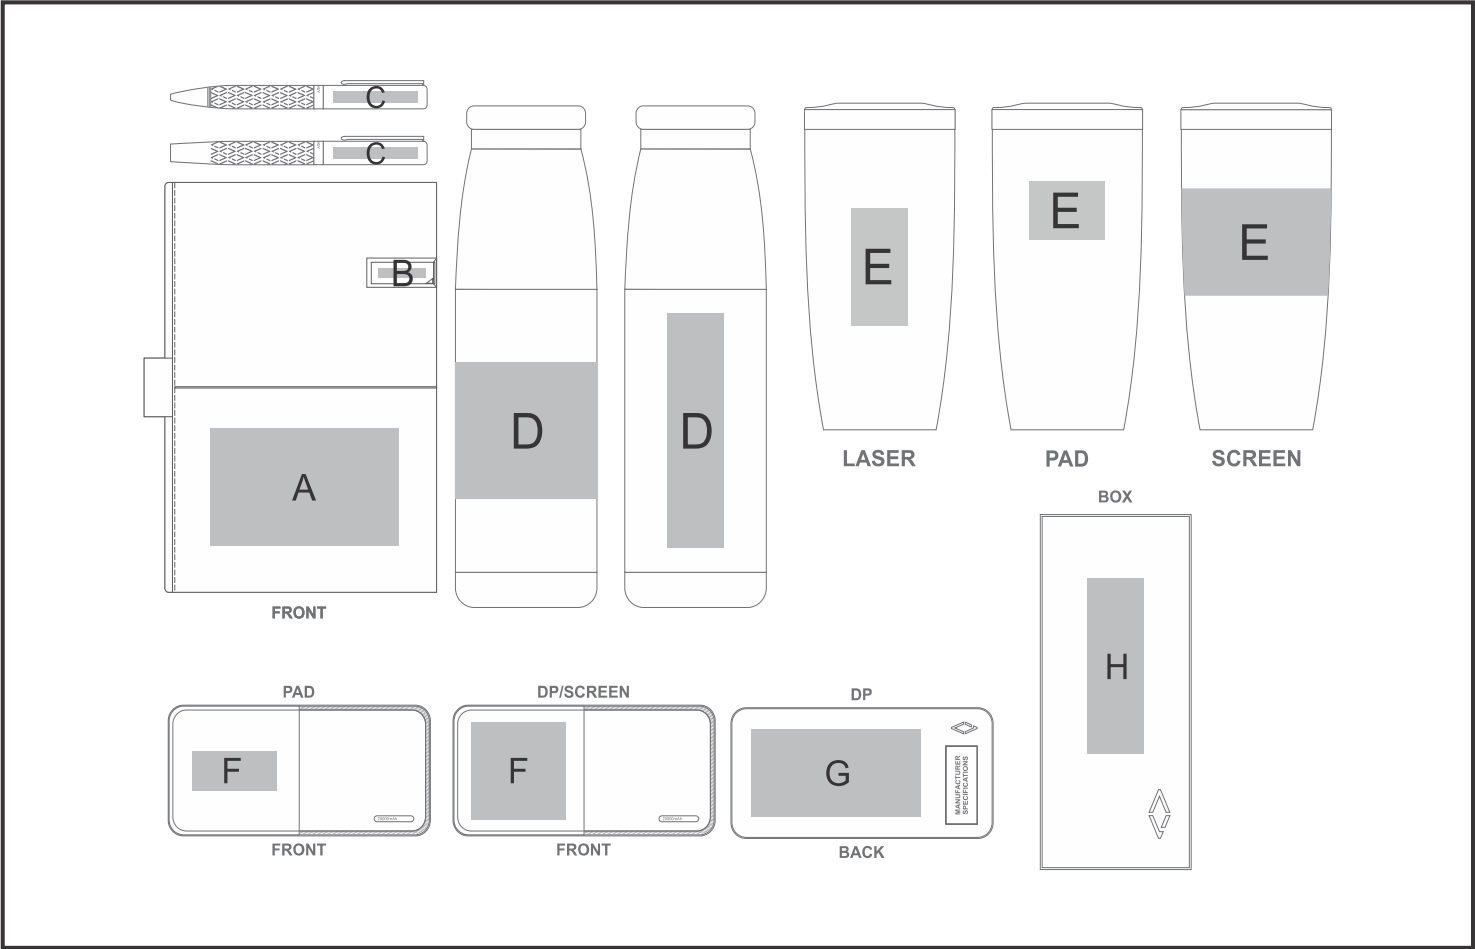 C
C
B
A
FRONT
D
D
E
E
E
LASER
PAD
SCREEN
BOX
H
PAD
F
FRONT
DP/SCREEN
F
FRONT
DP
G
MANUFACTURER
SPECIFICATIONS
BACK